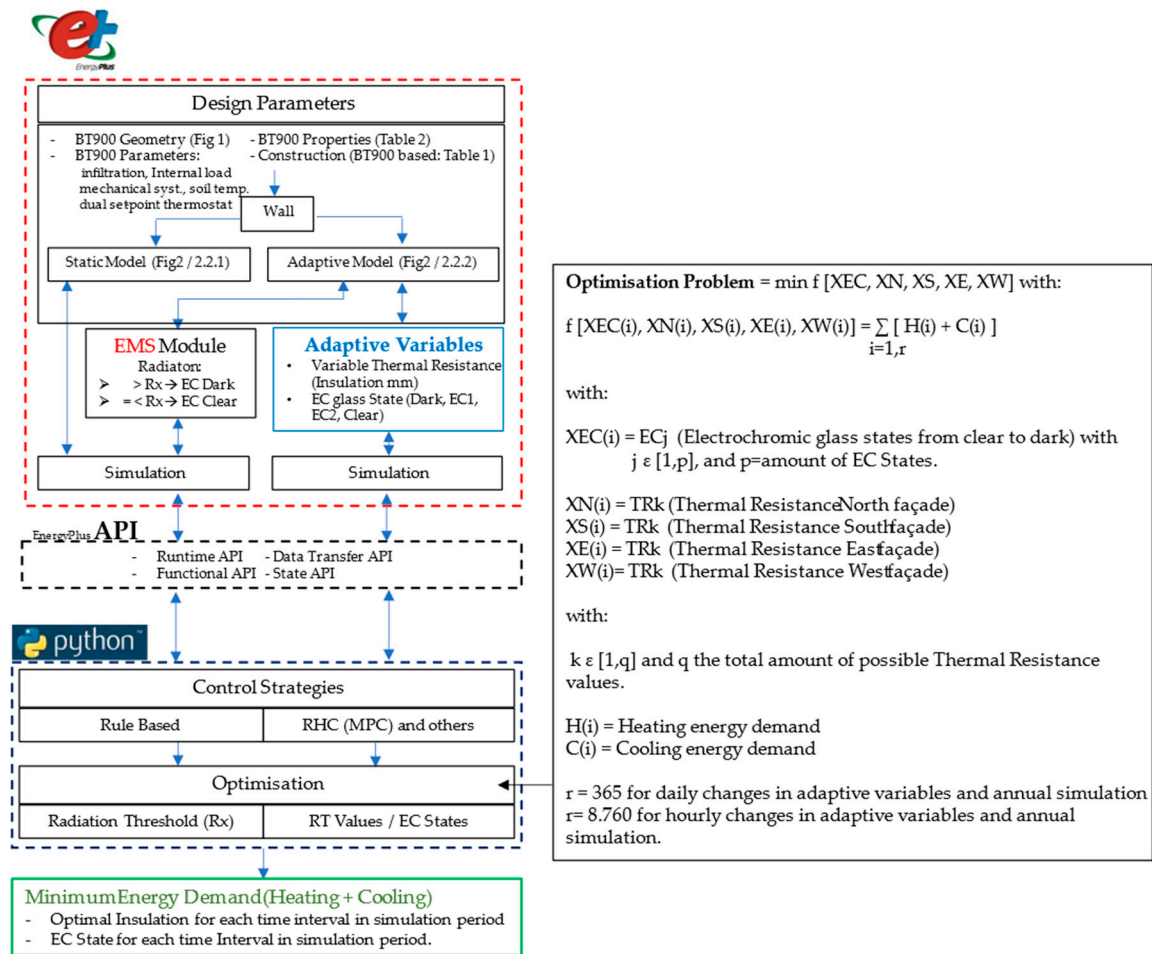 e+
EnergyPlus
Design Parameters
- BT900 Geometry (Fig 1) - BT900 Properties (Table 2)
- BT900 Parameters: - Construction (BT900 based: Table 1)
infiltration, Internal load
mechanical syst., soil temp.
dual setpoint thermostat
Wall
Static Model (Fig2 / 2.2.1) Adaptive Model (Fig2 / 2.2.2)
EMS Module
Radiaton:
➢ > Rx → EC Dark
➢ =< Rx → EC Clear
Adaptive Variables
• Variable Thermal Resistance
(Insulation mm)
• EC glass State (Dark, EC1,
EC2, Clear)
Simulation Simulation
EnergyPlus API
- Runtime API - Data Transfer API
- Functional API - State API
python™
Control Strategies
Rule Based RHC (MPC) and others
Optimisation
Radiation Threshold (Rx) RT Values / EC States
Minimum Energy Demand (Heating + Cooling)
- Optimal Insulation for each time interval in simulation period
- EC State for each time Interval in simulation period.
Optimisation Problem = min f [XEC, XN, XS, XE, XW] with:
f [XEC(i), XN(i), XS(i), XE(i), XW(i)] = ∑ [ H(i) + C(i) ]
i=1,r
with:
XEC(i) = ECj (Electrochromic glass states from clear to dark) with
j ε [1,p], and p=amount of EC States.
XN(i) = TRk (Thermal Resistance North façade)
XS(i) = TRk (Thermal Resistance South façade)
XE(i) = TRk (Thermal Resistance East façade)
XW(i)= TRk (Thermal Resistance West façade)
with:
k ε [1,q] and q the total amount of possible Thermal Resistance
values.
H(i) = Heating energy demand
C(i) = Cooling energy demand
r = 365 for daily changes in adaptive variables and annual simulation
r= 8.760 for hourly changes in adaptive variables and annual
simulation.